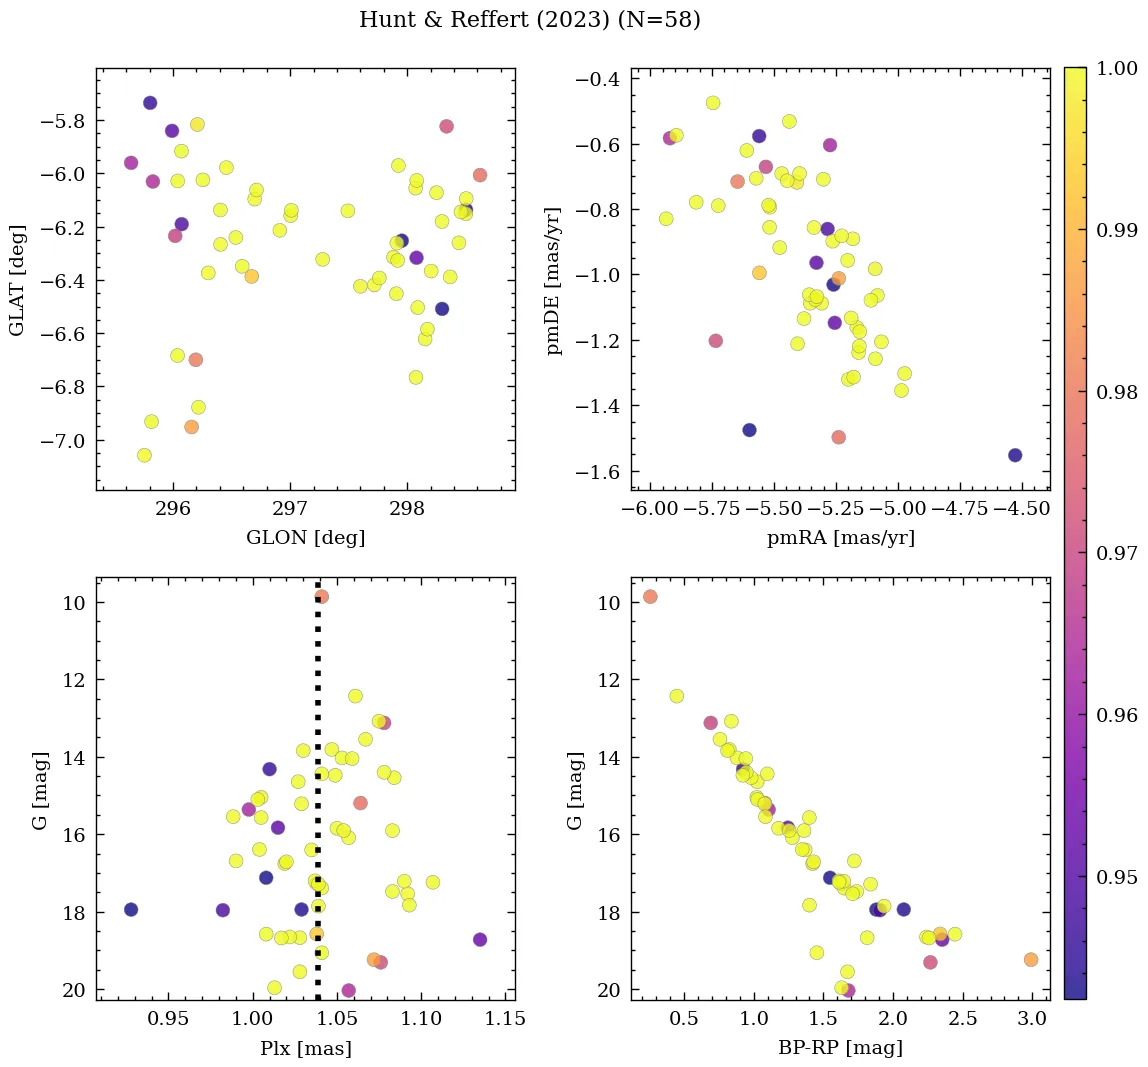 Hunt & Reffert (2023) (N=58)
−5.8
−6.0
−6.2
−6.4
−6.6
−6.8
−7.0
GLAT [deg]
296 297 298
GLON [deg]
−0.4
−0.6
−0.8
−1.0
−1.2
−1.4
−1.6
pmDE [mas/yr]
−6.00 −5.75 −5.50 −5.25 −5.00 −4.75 −4.50
pmRA [mas/yr]
10
12
14
16
18
20
G [mag]
0.95 1.00 1.05 1.10 1.15
Plx [mas]
10
12
14
16
18
20
G [mag]
0.5 1.0 1.5 2.0 2.5 3.0
BP-RP [mag]
1.00
0.99
0.98
0.97
0.96
0.95